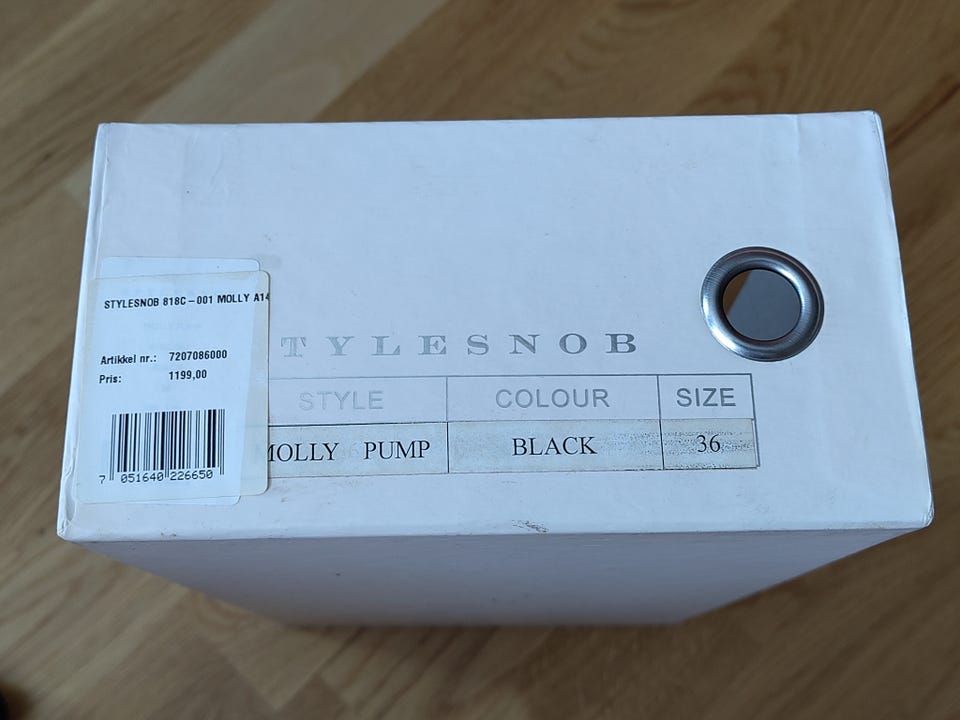 STYLESNOB 818C-001 MOLLY A14
Artikkel nr.: 7207086000
Pris: 1199,00
7 051640 226650
TYLESNOB
STYLE COLOUR SIZE
MOLLY PUMP BLACK 36